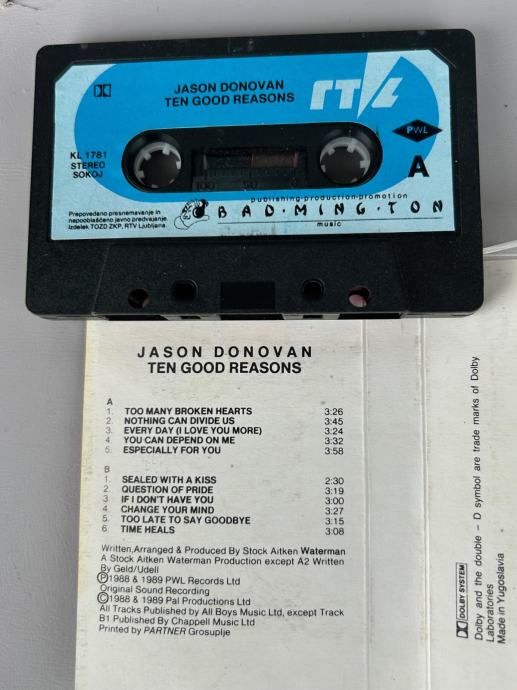 JASON DONOVAN
TEN GOOD REASONS
RTL
PWL
KL 1781
STEREO
SOKOJ
A
100 50
publishing·production·promotion
BAD·MING·TON
music
Prepovedano presnemavanje in
nepooblaščeno javno predvajanje.
Izdelek TOZD ZKP, RTV Ljubljana.
JASON DONOVAN
TEN GOOD REASONS
A
1. TOO MANY BROKEN HEARTS 3:26
2. NOTHING CAN DIVIDE US 3:45
3. EVERY DAY (I LOVE YOU MORE) 3:24
4. YOU CAN DEPEND ON ME 3:32
5. ESPECIALLY FOR YOU 3:58
B
1. SEALED WITH A KISS 2:30
2. QUESTION OF PRIDE 3:19
3. IF I DON'T HAVE YOU 3:00
4. CHANGE YOUR MIND 3:27
5. TOO LATE TO SAY GOODBYE 3:15
6. TIME HEALS 3:08
Written,Arranged & Produced By Stock Aitken Waterman
A Stock Aitken Waterman Production except A2 Written
By Geld/Udell
Ⓟ1988 & 1989 PWL Records Ltd
Original Sound Recording
Ⓒ1988 & 1989 Pal Productions Ltd
All Tracks Published by All Boys Music Ltd, except Track
B1 Published By Chappell Music Ltd
Printed by PARTNER Grosuplje
DOLBY SYSTEM
Dolby and the double – D symbol are trade marks of Dolby
Laboratories
Made in Yugoslavia